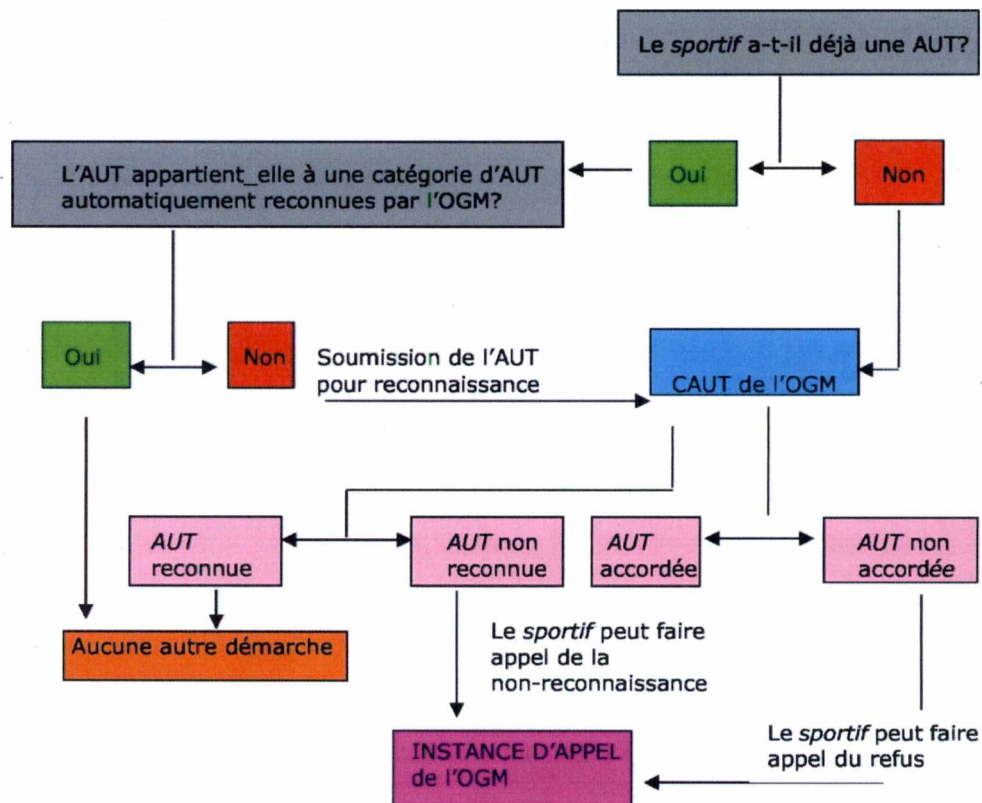 Le sportif a-t-il déjà une AUT?
L'AUT appartient_elle à une catégorie d'AUT
automatiquement reconnues par l'OGM?
Oui
Non
Oui
Non
Soumission de l'AUT
pour reconnaissance
CAUT de l'OGM
AUT
reconnue
AUT non
reconnue
AUT
accordée
AUT non
accordée
Aucune autre démarche
Le sportif peut faire
appel de la
non-reconnaissance
Le sportif peut faire
appel du refus
INSTANCE D'APPEL
de l'OGM